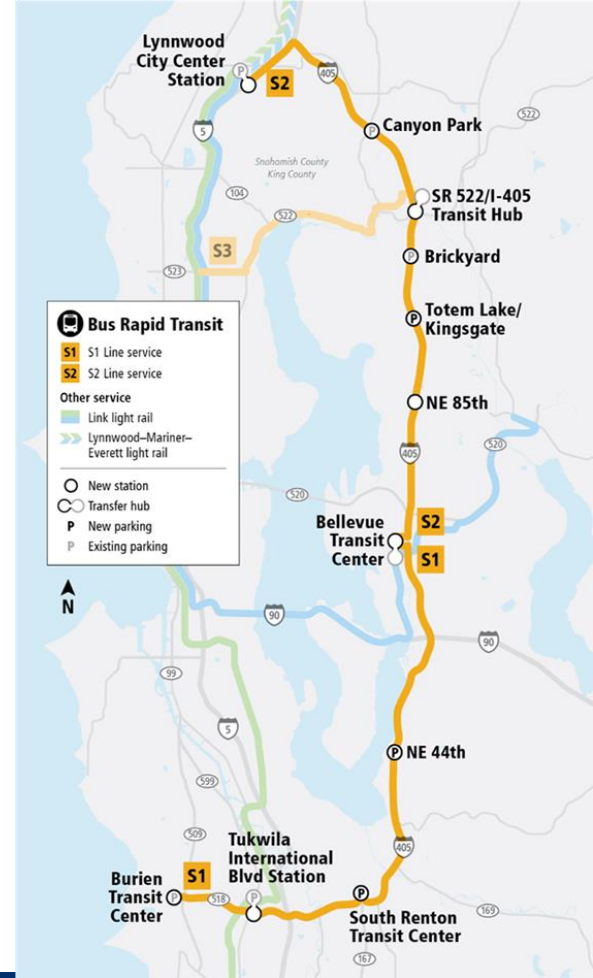 Lynnwood
City Center
Station
P
S2
405
522
5
P
Canyon Park
Snohomish County
King County
104
SR 522/I-405
Transit Hub
522
S3
523
P
Brickyard
Bus Rapid Transit
S1 S1 Line service
S2 S2 Line service
Other service
Link light rail
Lynnwood–Mariner–
Everett light rail
New station
Transfer hub
P New parking
P Existing parking
N
P
Totem Lake/
Kingsgate
NE 85th
405
520
520
Bellevue
Transit
Center
S2
S1
90
90
99
5
P
NE 44th
599
509
405
Tukwila
International
Blvd Station
P
S1
518
Burien
Transit
Center
P
P
South Renton
Transit Center
169
167